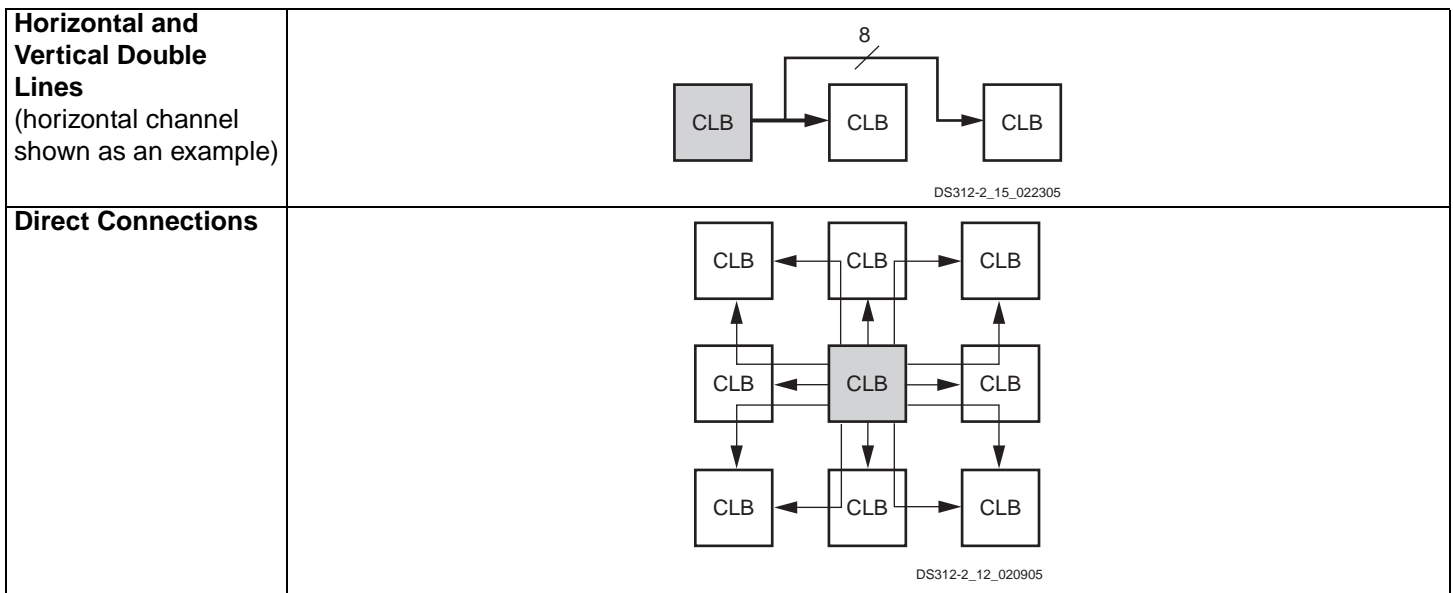 Horizontal and
Vertical Double
Lines
(horizontal channel
shown as an example)
8
CLB CLB CLB
DS312-2_15_022305
Direct Connections
CLB CLB CLB
CLB CLB CLB
CLB CLB CLB
DS312-2_12_020905